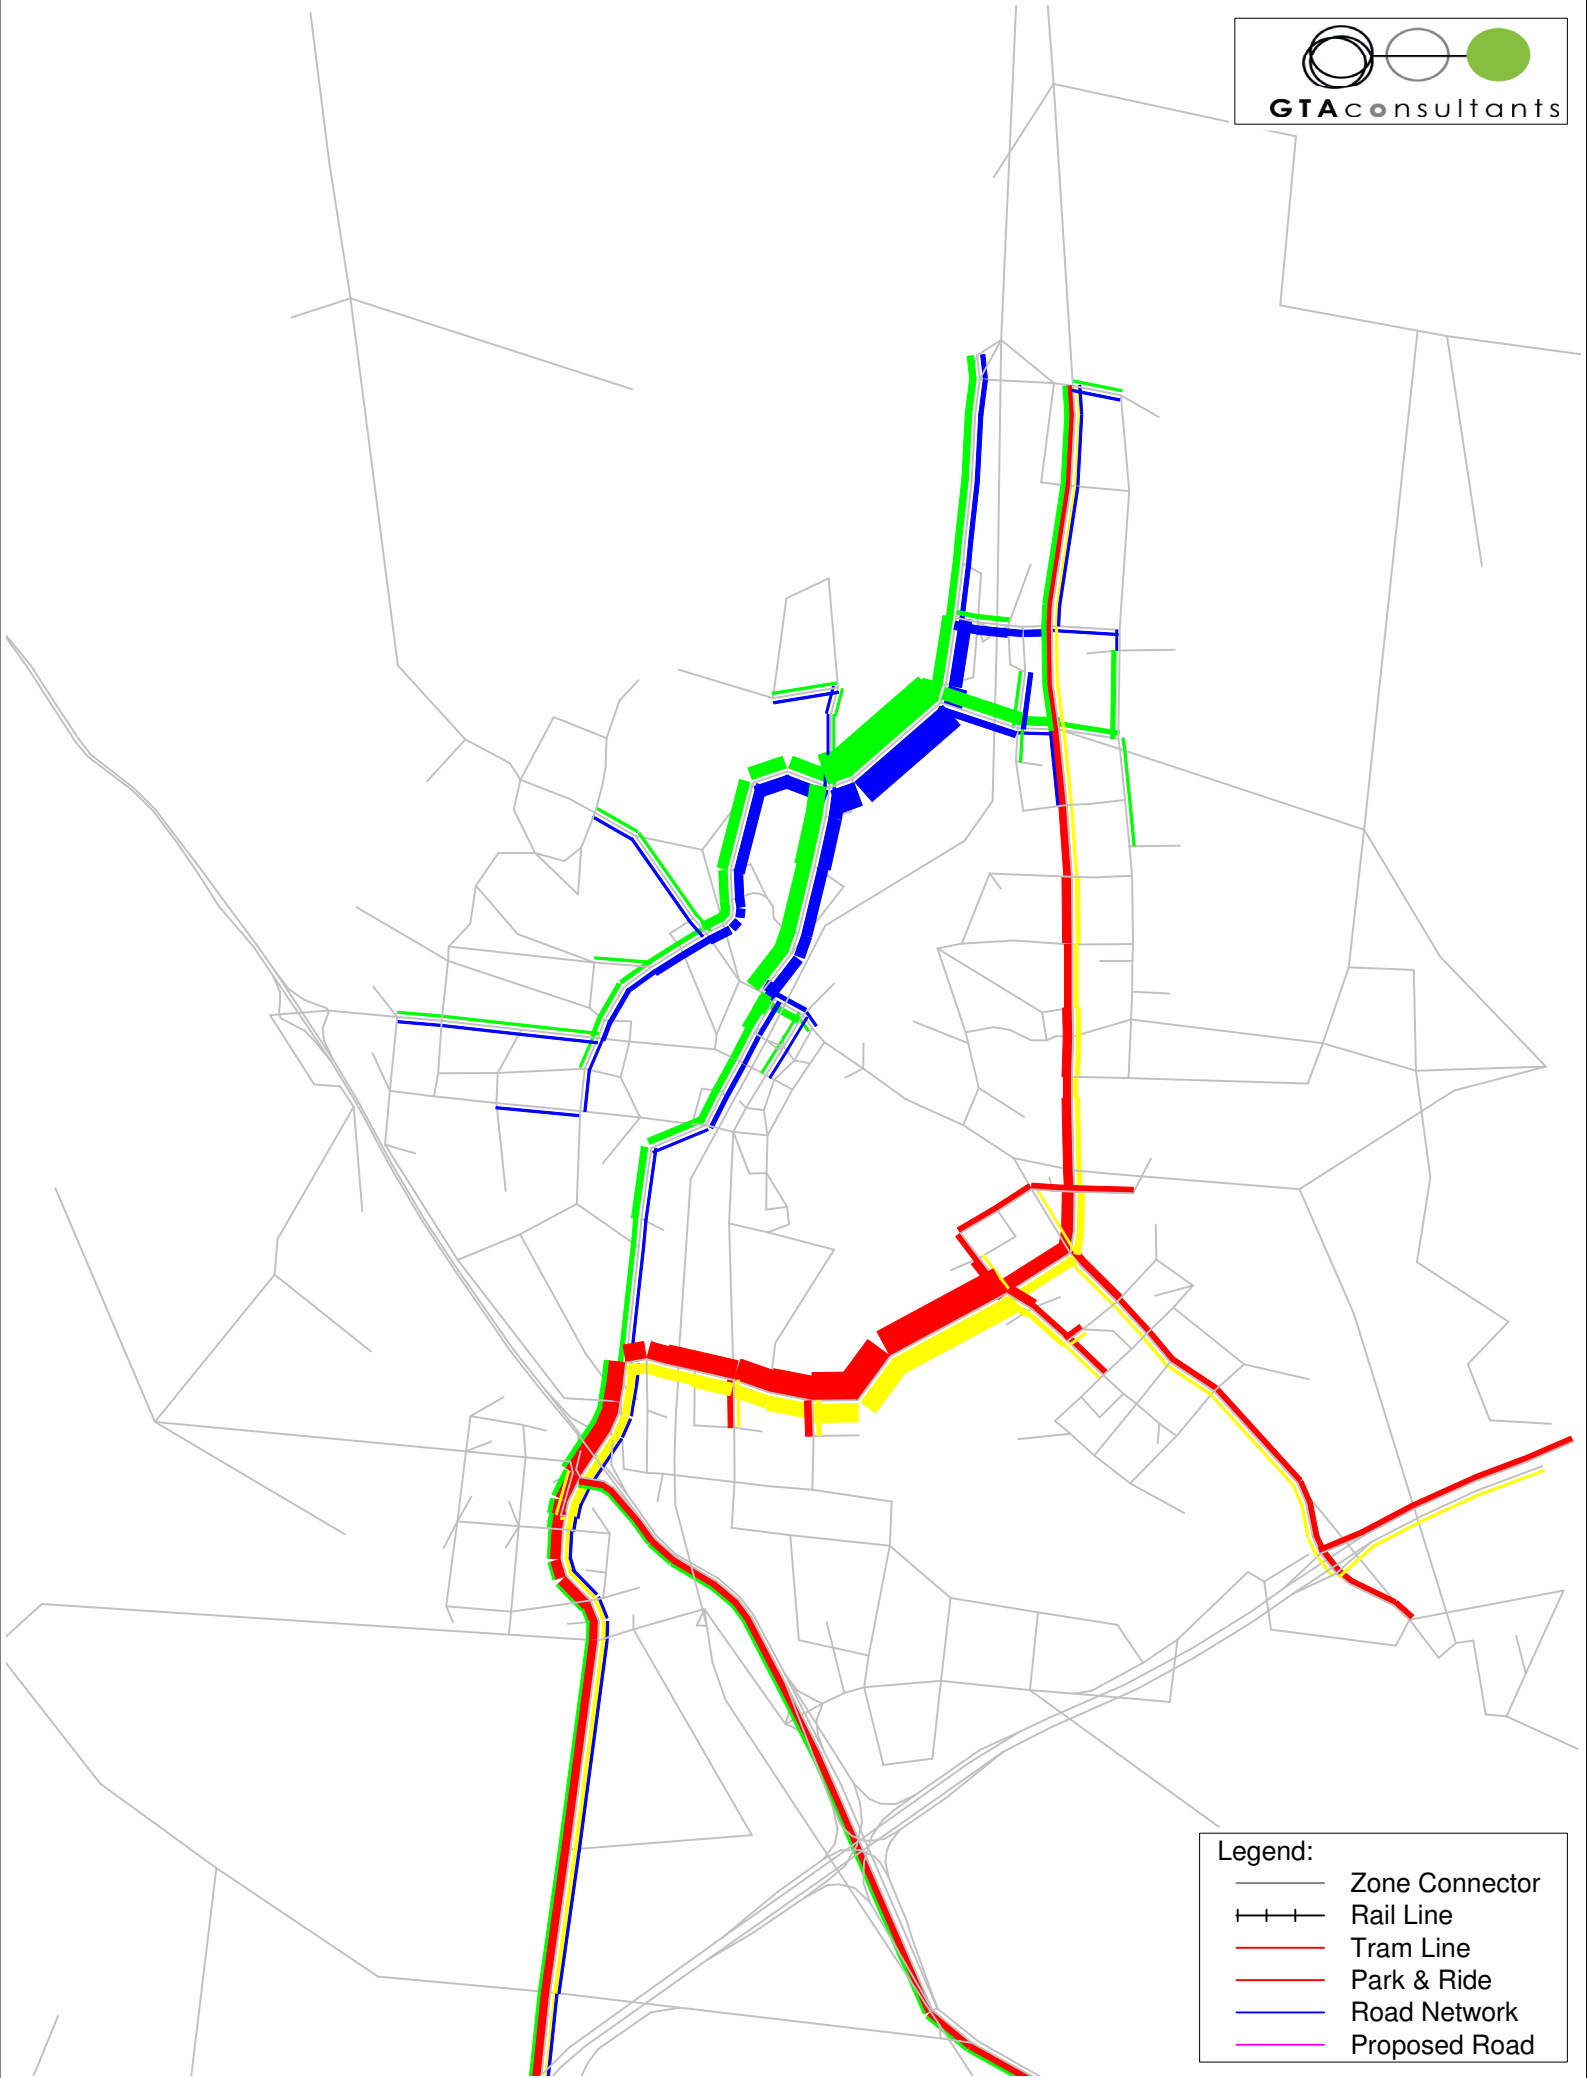 GTAconsultants
Legend:
Zone Connector
Rail Line
Tram Line
Park & Ride
Road Network
Proposed Road